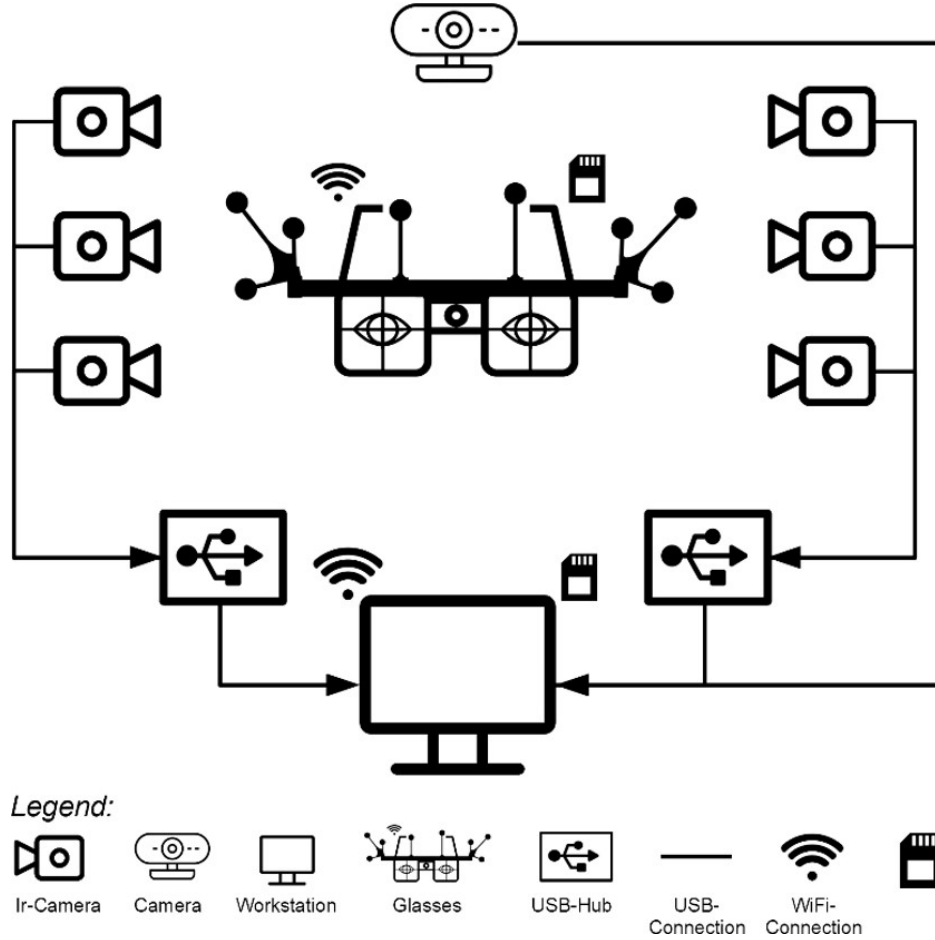 Legend:
Ir-Camera
Camera
Workstation
Glasses
USB-Hub
USB-
Connection
WiFi-
Connection